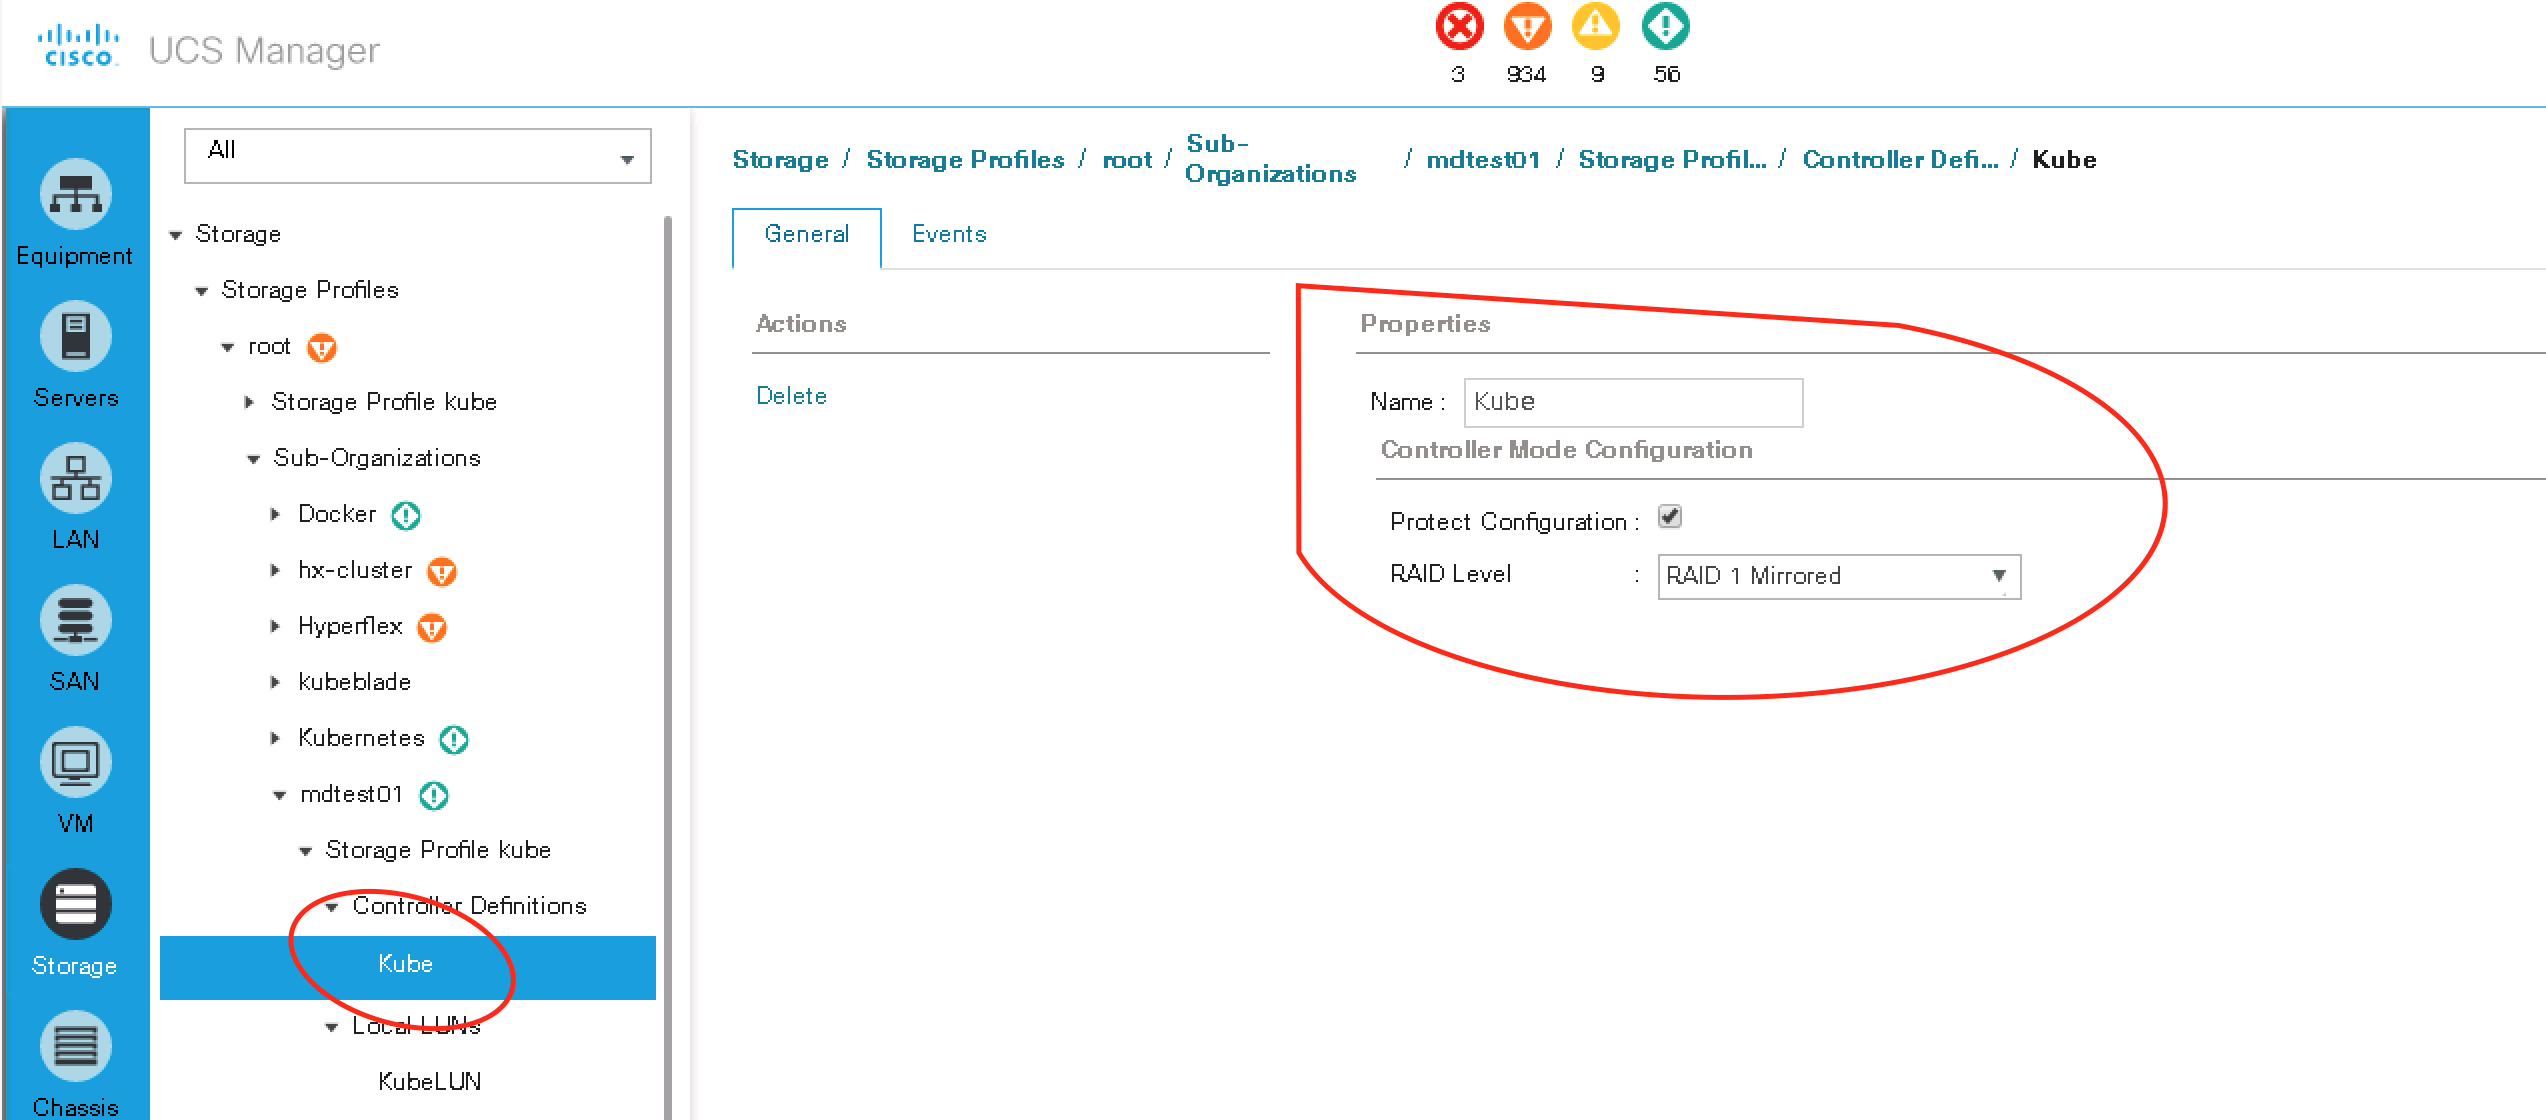 cisco
UCS Manager
3
934
9
56
Equipment
Servers
LAN
SAN
VM
Storage
Chassis
All
Storage
Storage Profiles
root
Storage Profile kube
Sub-Organizations
Docker
hx-cluster
Hyperflex
kubeblade
Kubernetes
mdtest01
Storage Profile kube
Controller Definitions
Kube
Local LUNs
KubeLUN
Storage / Storage Profiles / root / Sub-Organizations / mdtest01 / Storage Profil... / Controller Defi... / Kube
General Events
Actions
Delete
Properties
Name : Kube
Controller Mode Configuration
Protect Configuration :
RAID Level : RAID 1 Mirrored